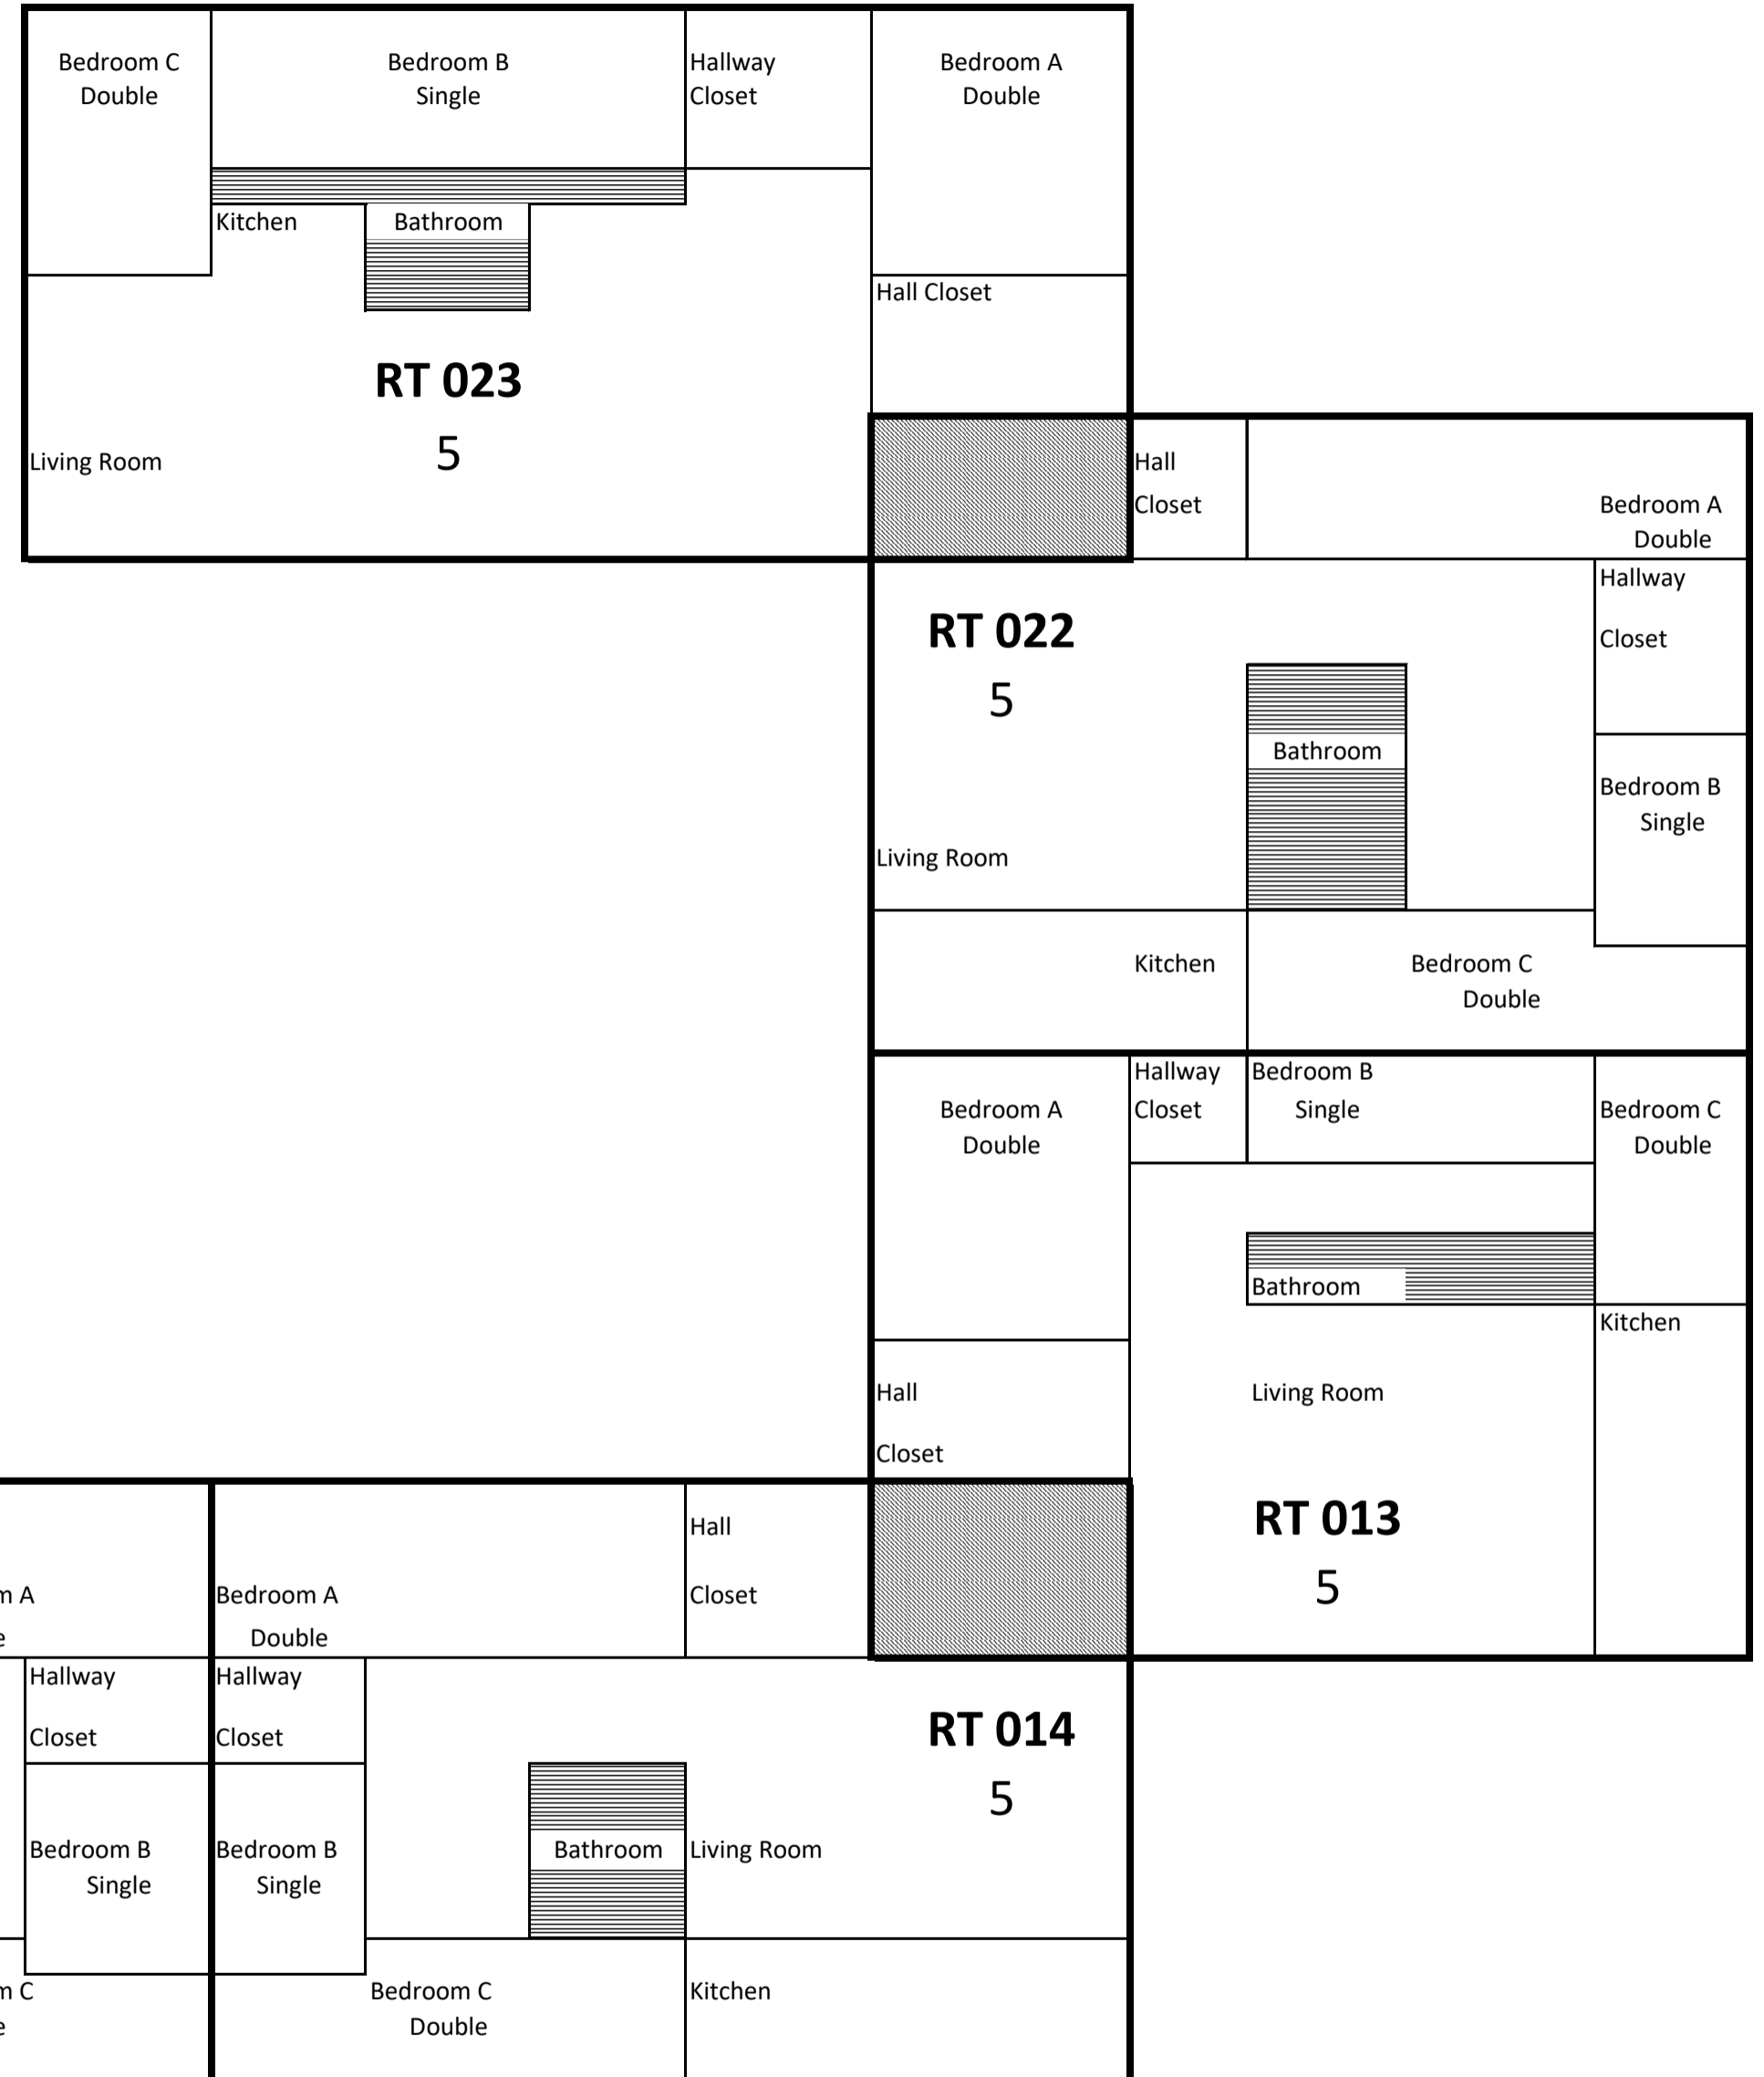 Bedroom C
Double
Bedroom B
Single
Hallway
Closet
Bedroom A
Double
Kitchen
Bathroom
Hall Closet
RT 023
5
Living Room
Hall
Closet
Bedroom A
Double
Hallway
Closet
RT 022
5
Bathroom
Bedroom B
Single
Living Room
Kitchen
Bedroom C
Double
Bedroom A
Double
Hallway
Closet
Bedroom B
Single
Bedroom C
Double
Bathroom
Kitchen
Hall
Closet
Living Room
RT 013
5
Hall
Closet
m A
e
Bedroom A
Double
Hallway
Closet
Hallway
Closet
RT 014
5
Bedroom B
Single
Bedroom B
Single
Bathroom
Living Room
m C
e
Bedroom C
Double
Kitchen